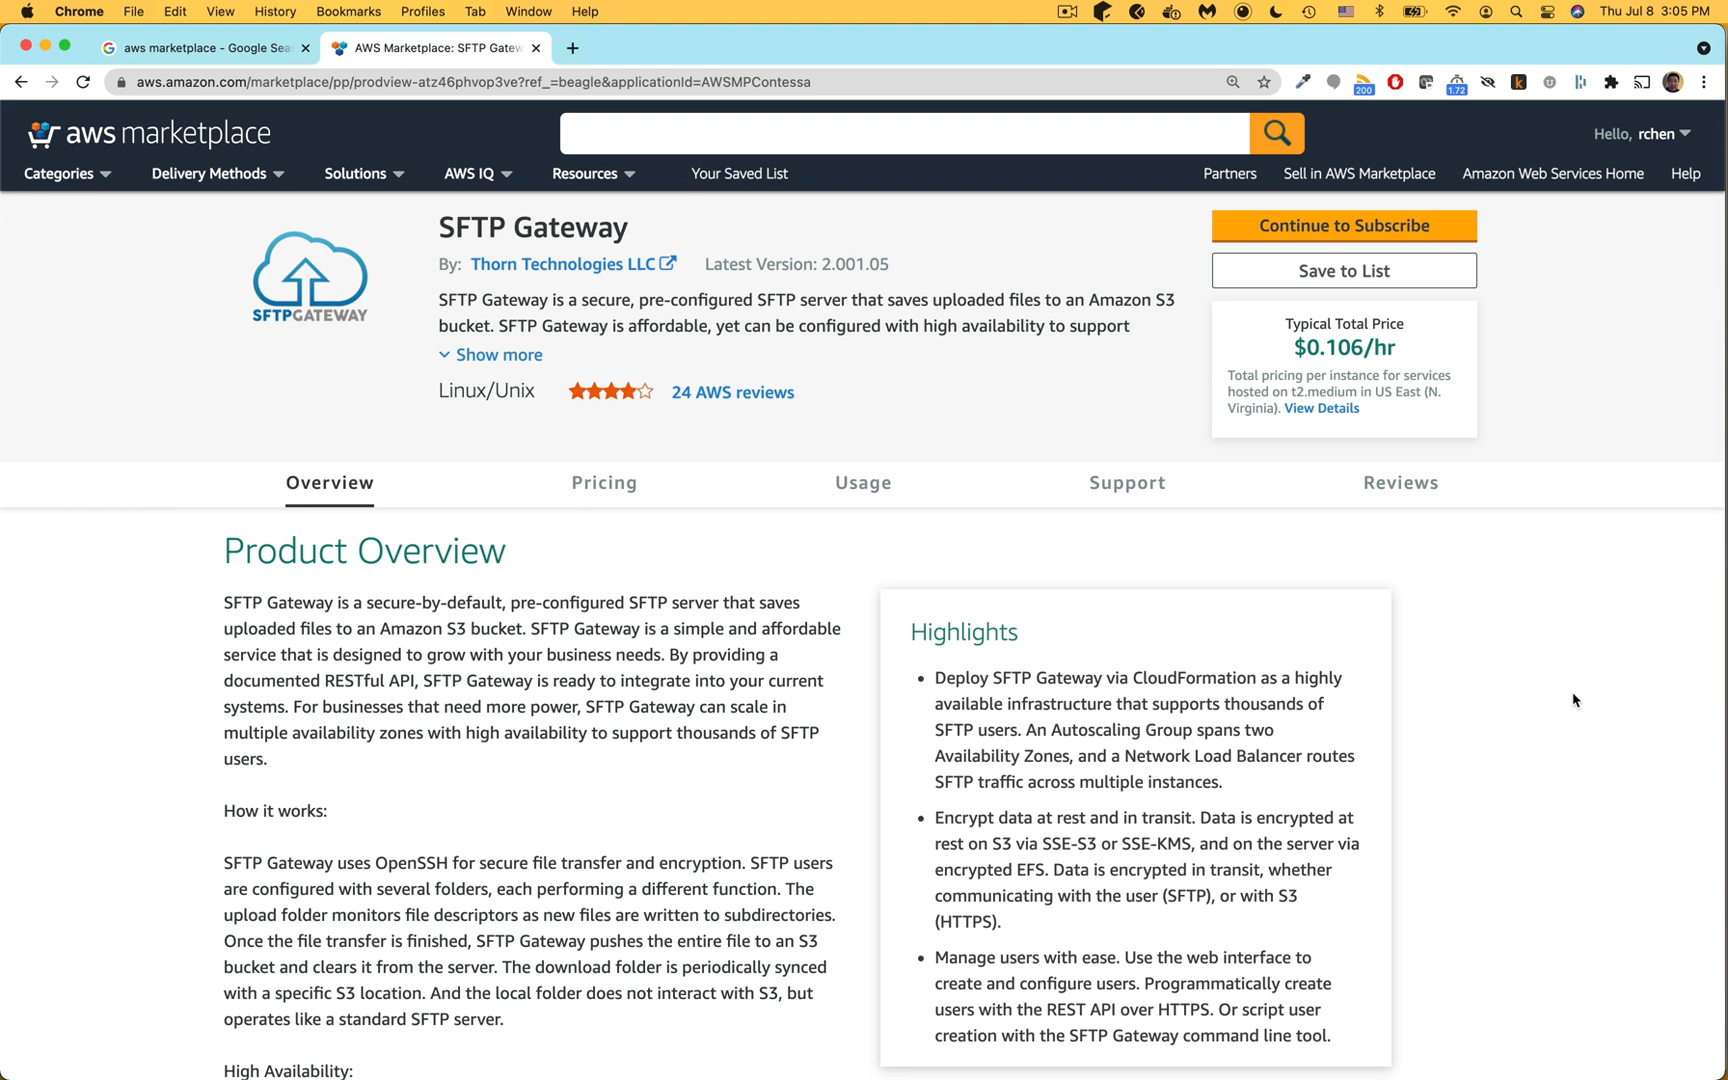 Chrome File Edit View History Bookmarks Profiles Tab Window Help Thu Jul 8 3:05 PM
aws marketplace - Google Sea
AWS Marketplace: SFTP Gatew
aws.amazon.com/marketplace/pp/prodview-atz46phvop3ve?ref_=beagle&applicationId=AWSMPContessa
200
1.72
aws marketplace
Hello, rchen
Categories Delivery Methods Solutions AWS IQ Resources Your Saved List Partners Sell in AWS Marketplace Amazon Web Services Home Help
SFTPGATEWAY
SFTP Gateway
By: Thorn Technologies LLC Latest Version: 2.001.05
SFTP Gateway is a secure, pre-configured SFTP server that saves uploaded files to an Amazon S3
bucket. SFTP Gateway is affordable, yet can be configured with high availability to support
Show more
Linux/Unix 24 AWS reviews
Continue to Subscribe
Save to List
Typical Total Price
$0.106/hr
Total pricing per instance for services
hosted on t2.medium in US East (N.
Virginia). View Details
Overview Pricing Usage Support Reviews
Product Overview
SFTP Gateway is a secure-by-default, pre-configured SFTP server that saves
uploaded files to an Amazon S3 bucket. SFTP Gateway is a simple and affordable
service that is designed to grow with your business needs. By providing a
documented RESTful API, SFTP Gateway is ready to integrate into your current
systems. For businesses that need more power, SFTP Gateway can scale in
multiple availability zones with high availability to support thousands of SFTP
users.
How it works:
SFTP Gateway uses OpenSSH for secure file transfer and encryption. SFTP users
are configured with several folders, each performing a different function. The
upload folder monitors file descriptors as new files are written to subdirectories.
Once the file transfer is finished, SFTP Gateway pushes the entire file to an S3
bucket and clears it from the server. The download folder is periodically synced
with a specific S3 location. And the local folder does not interact with S3, but
operates like a standard SFTP server.
High Availability:
Highlights
• Deploy SFTP Gateway via CloudFormation as a highly
available infrastructure that supports thousands of
SFTP users. An Autoscaling Group spans two
Availability Zones, and a Network Load Balancer routes
SFTP traffic across multiple instances.
• Encrypt data at rest and in transit. Data is encrypted at
rest on S3 via SSE-S3 or SSE-KMS, and on the server via
encrypted EFS. Data is encrypted in transit, whether
communicating with the user (SFTP), or with S3
(HTTPS).
• Manage users with ease. Use the web interface to
create and configure users. Programmatically create
users with the REST API over HTTPS. Or script user
creation with the SFTP Gateway command line tool.